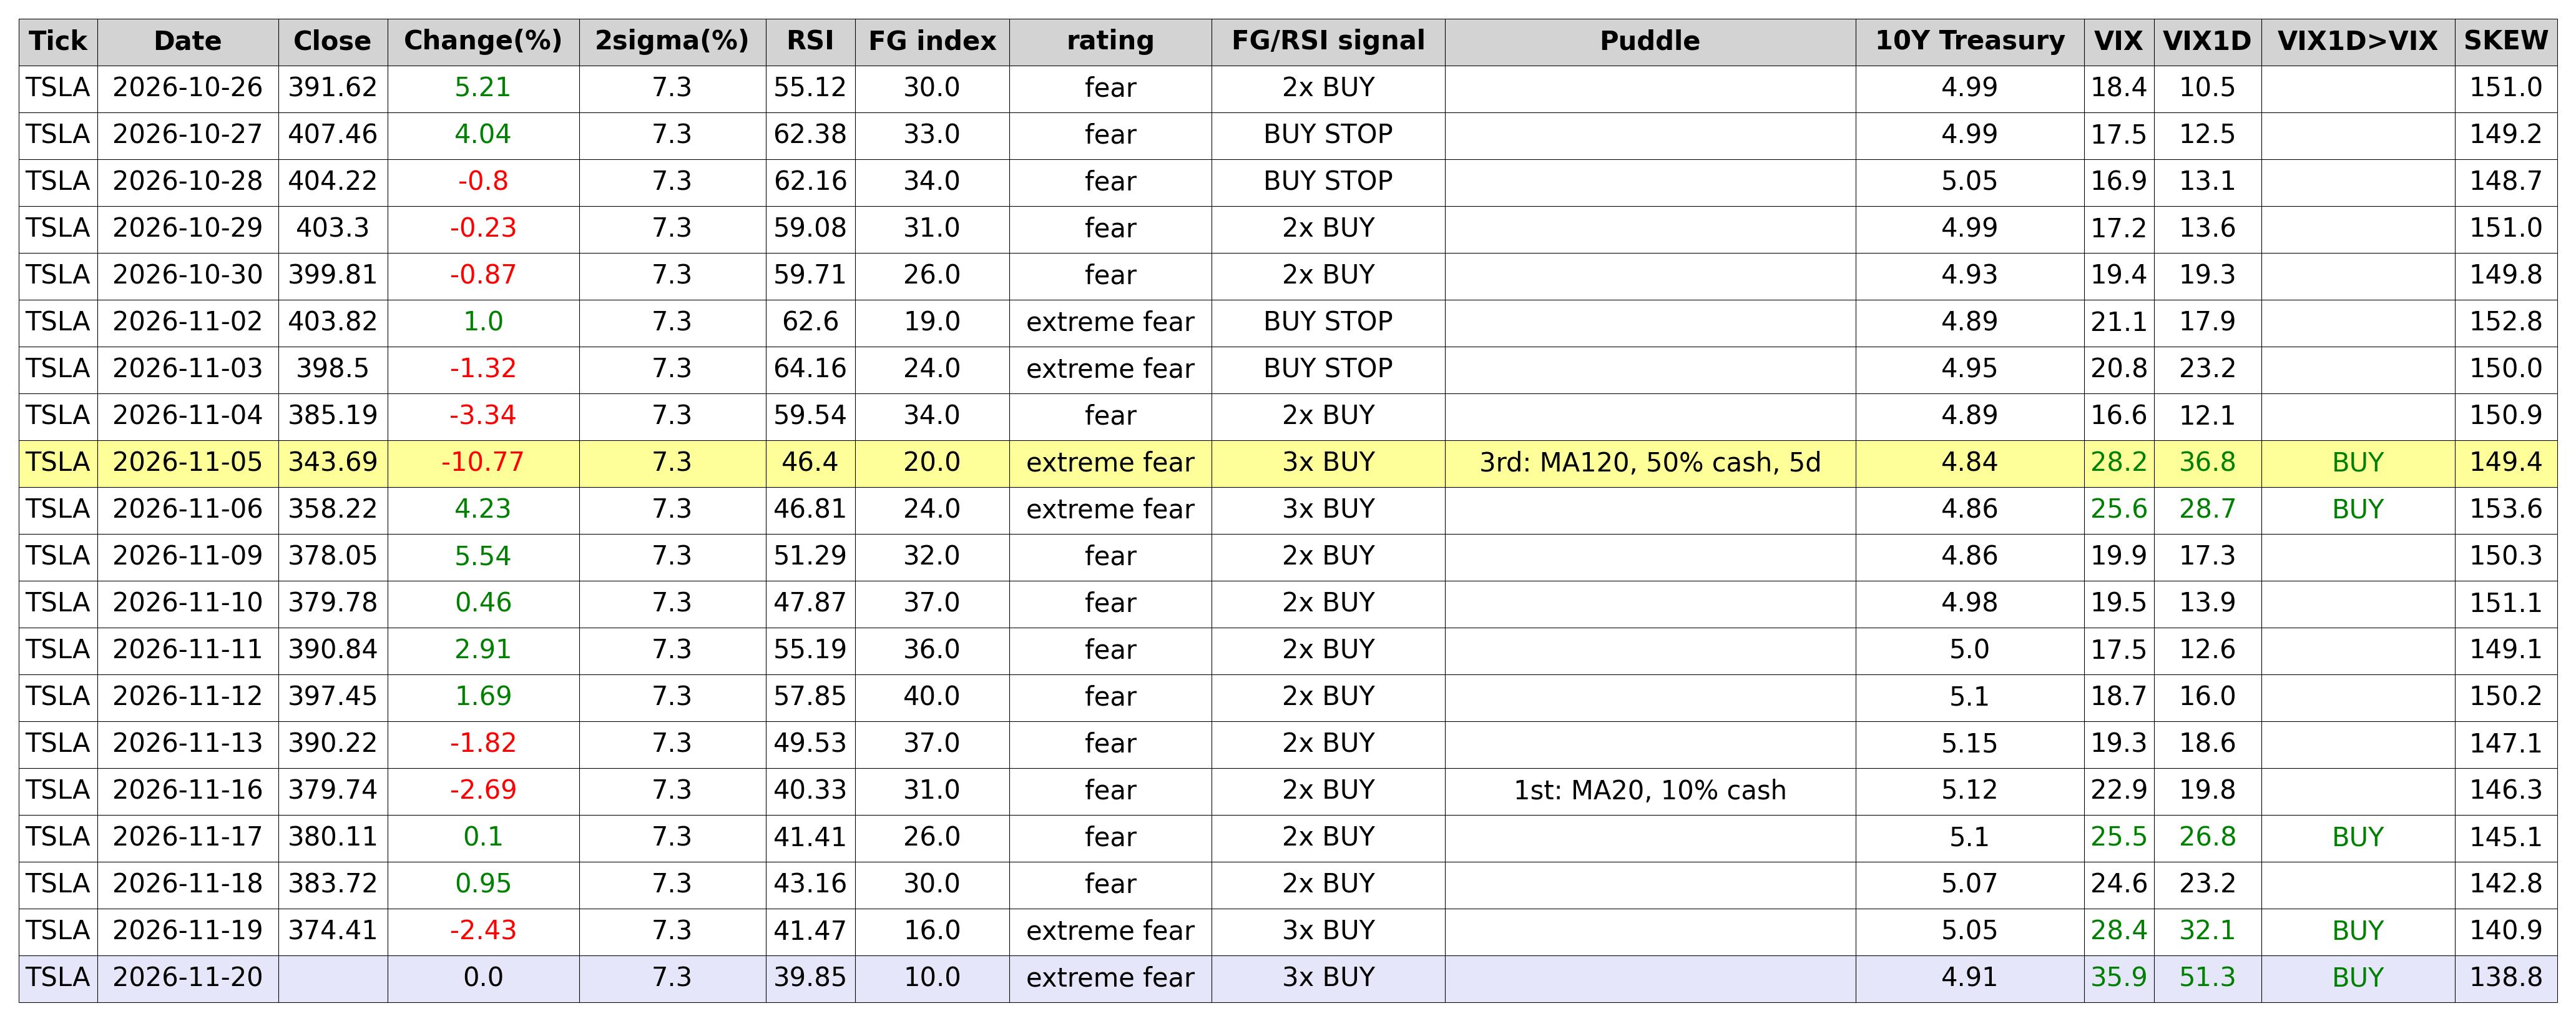 Tick Date Close Change(%) 2sigma(%) RSI FG index rating FG/RSI signal Puddle 10Y Treasury VIX VIX1D VIX1D>VIX SKEW
TSLA 2026-10-26 391.62 5.21 7.3 55.12 30.0 fear 2x BUY 4.99 18.4 10.5 151.0
TSLA 2026-10-27 407.46 4.04 7.3 62.38 33.0 fear BUY STOP 4.99 17.5 12.5 149.2
TSLA 2026-10-28 404.22 -0.8 7.3 62.16 34.0 fear BUY STOP 5.05 16.9 13.1 148.7
TSLA 2026-10-29 403.3 -0.23 7.3 59.08 31.0 fear 2x BUY 4.99 17.2 13.6 151.0
TSLA 2026-10-30 399.81 -0.87 7.3 59.71 26.0 fear 2x BUY 4.93 19.4 19.3 149.8
TSLA 2026-11-02 403.82 1.0 7.3 62.6 19.0 extreme fear BUY STOP 4.89 21.1 17.9 152.8
TSLA 2026-11-03 398.5 -1.32 7.3 64.16 24.0 extreme fear BUY STOP 4.95 20.8 23.2 150.0
TSLA 2026-11-04 385.19 -3.34 7.3 59.54 34.0 fear 2x BUY 4.89 16.6 12.1 150.9
TSLA 2026-11-05 343.69 -10.77 7.3 46.4 20.0 extreme fear 3x BUY 3rd: MA120, 50% cash, 5d 4.84 28.2 36.8 BUY 149.4
TSLA 2026-11-06 358.22 4.23 7.3 46.81 24.0 extreme fear 3x BUY 4.86 25.6 28.7 BUY 153.6
TSLA 2026-11-09 378.05 5.54 7.3 51.29 32.0 fear 2x BUY 4.86 19.9 17.3 150.3
TSLA 2026-11-10 379.78 0.46 7.3 47.87 37.0 fear 2x BUY 4.98 19.5 13.9 151.1
TSLA 2026-11-11 390.84 2.91 7.3 55.19 36.0 fear 2x BUY 5.0 17.5 12.6 149.1
TSLA 2026-11-12 397.45 1.69 7.3 57.85 40.0 fear 2x BUY 5.1 18.7 16.0 150.2
TSLA 2026-11-13 390.22 -1.82 7.3 49.53 37.0 fear 2x BUY 5.15 19.3 18.6 147.1
TSLA 2026-11-16 379.74 -2.69 7.3 40.33 31.0 fear 2x BUY 1st: MA20, 10% cash 5.12 22.9 19.8 146.3
TSLA 2026-11-17 380.11 0.1 7.3 41.41 26.0 fear 2x BUY 5.1 25.5 26.8 BUY 145.1
TSLA 2026-11-18 383.72 0.95 7.3 43.16 30.0 fear 2x BUY 5.07 24.6 23.2 142.8
TSLA 2026-11-19 374.41 -2.43 7.3 41.47 16.0 extreme fear 3x BUY 5.05 28.4 32.1 BUY 140.9
TSLA 2026-11-20 0.0 7.3 39.85 10.0 extreme fear 3x BUY 4.91 35.9 51.3 BUY 138.8